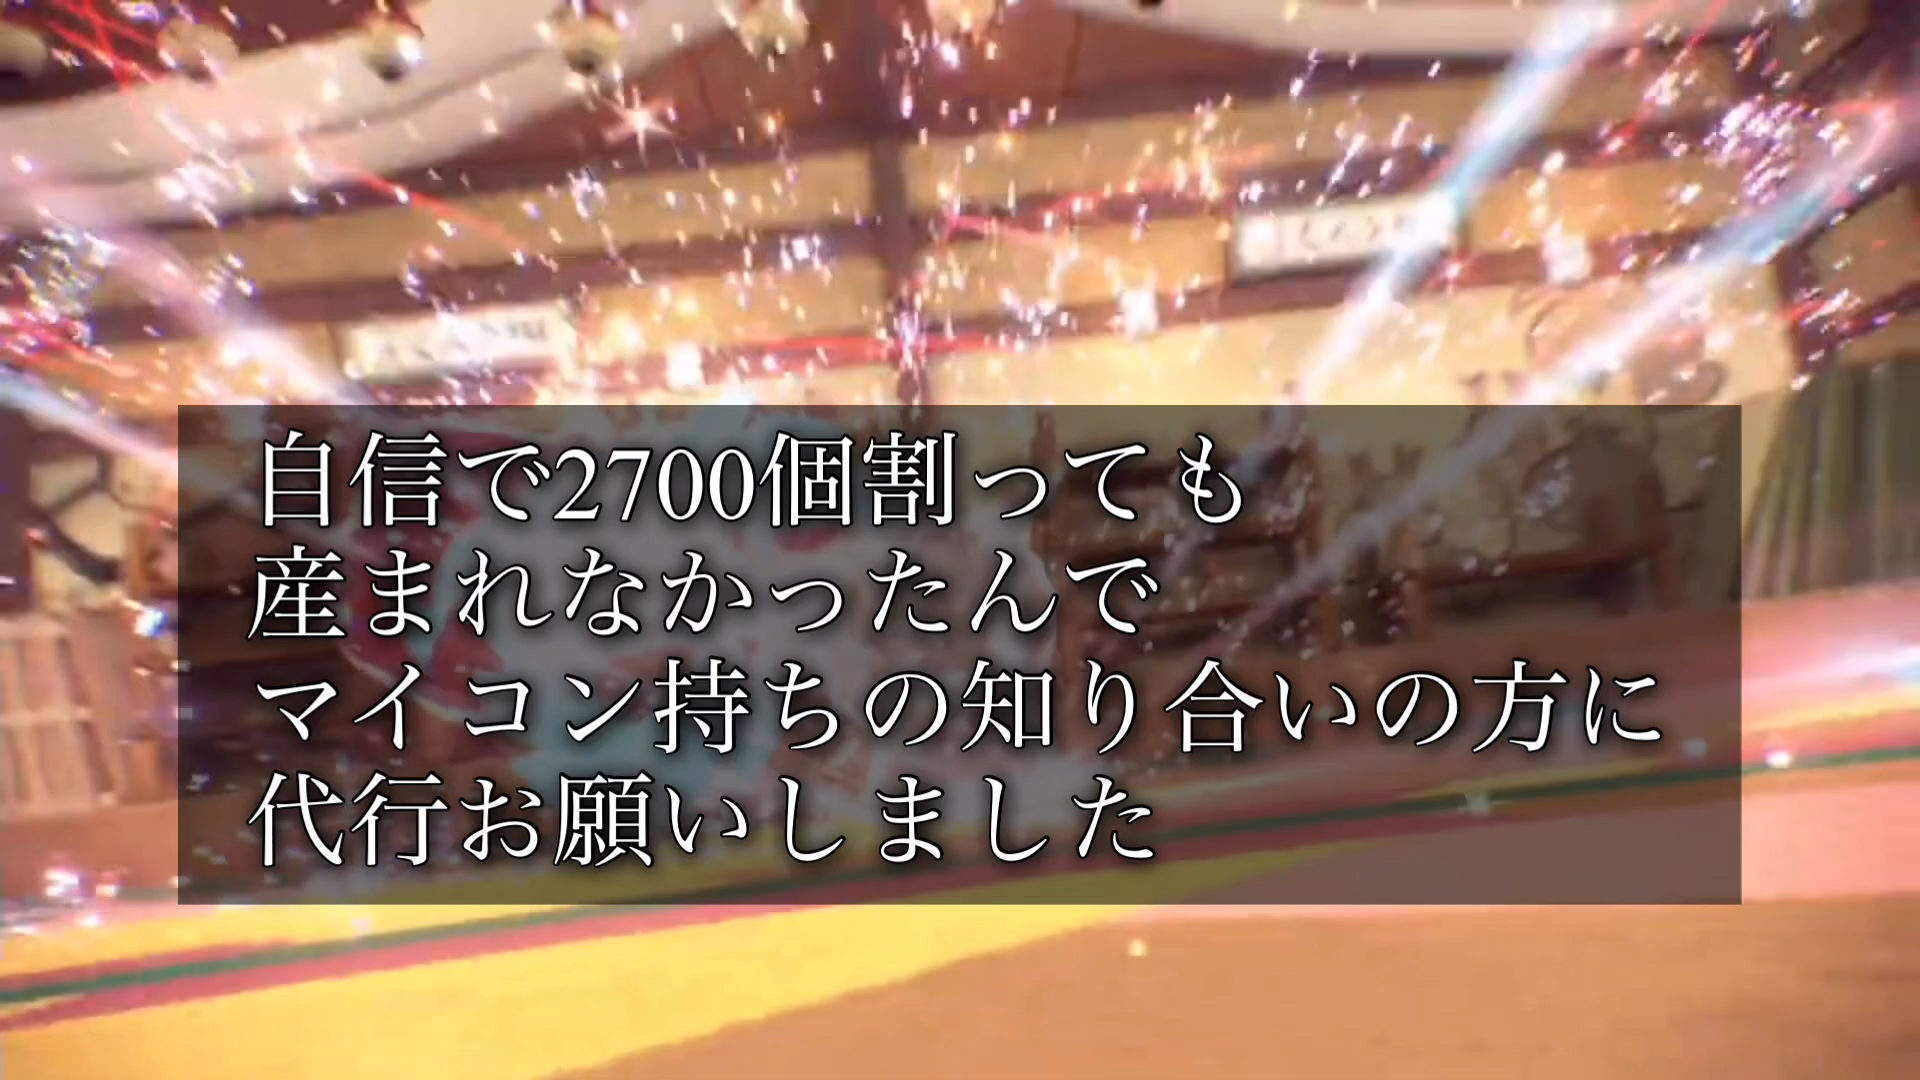 自信で2700個割っても
産まれなかったんで
マイコン持ちの知り合いの方に
代行お願いしました